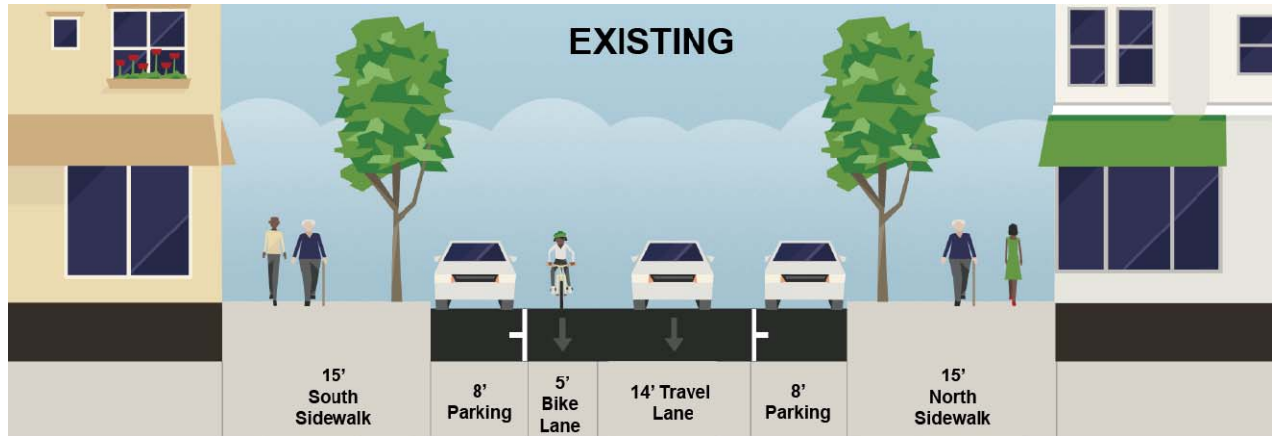 EXISTING
15’
South
Sidewalk
8’
Parking
5’
Bike
Lane
14’ Travel
Lane
8’
Parking
15’
North
Sidewalk